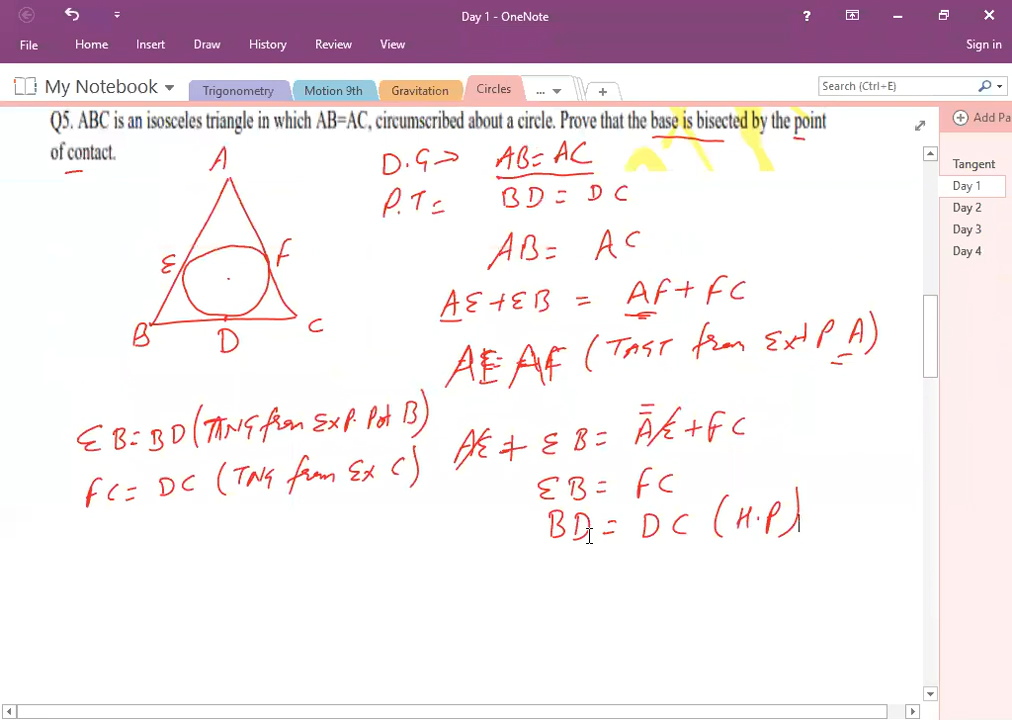 Day 1 - OneNote
?
File Home Insert Draw History Review View Sign in
My Notebook Trigonometry Motion 9th Gravitation Circles ... Search (Ctrl+E)
Add Pa
Q5. ABC is an isosceles triangle in which AB=AC, circumscribed about a circle. Prove that the base is bisected by the point
of contact.
Tangent
Day 1
Day 2
Day 3
Day 4
A
E F
B D C
D.G → AB = AC
P.T = BD = DC
AB = AC
AE + EB = AF + FC
AE = AF (TAGT from Ext P A)
EB = BD (TANG from Ex P. Pot B)
FC = DC (TNG from Ex C)
AE + EB = AE + FC
EB = FC
BD = DC (H.P)